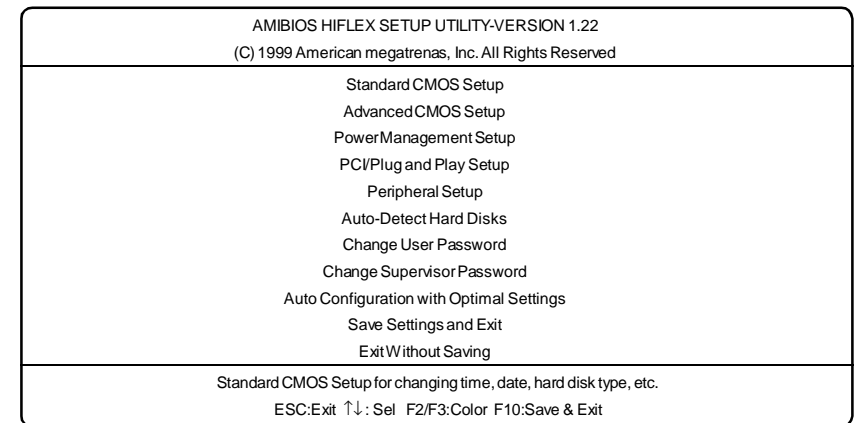 AMIBIOS HIFLEX SETUP UTILITY-VERSION 1.22
(C) 1999 American megatrenas, Inc. All Rights Reserved
Standard CMOS Setup
Advanced CMOS Setup
Power Management Setup
PCI/Plug and Play Setup
Peripheral Setup
Auto-Detect Hard Disks
Change User Password
Change Supervisor Password
Auto Configuration with Optimal Settings
Save Settings and Exit
Exit Without Saving
Standard CMOS Setup for changing time, date, hard disk type, etc.
ESC:Exit ↑↓: Sel F2/F3:Color F10:Save & Exit